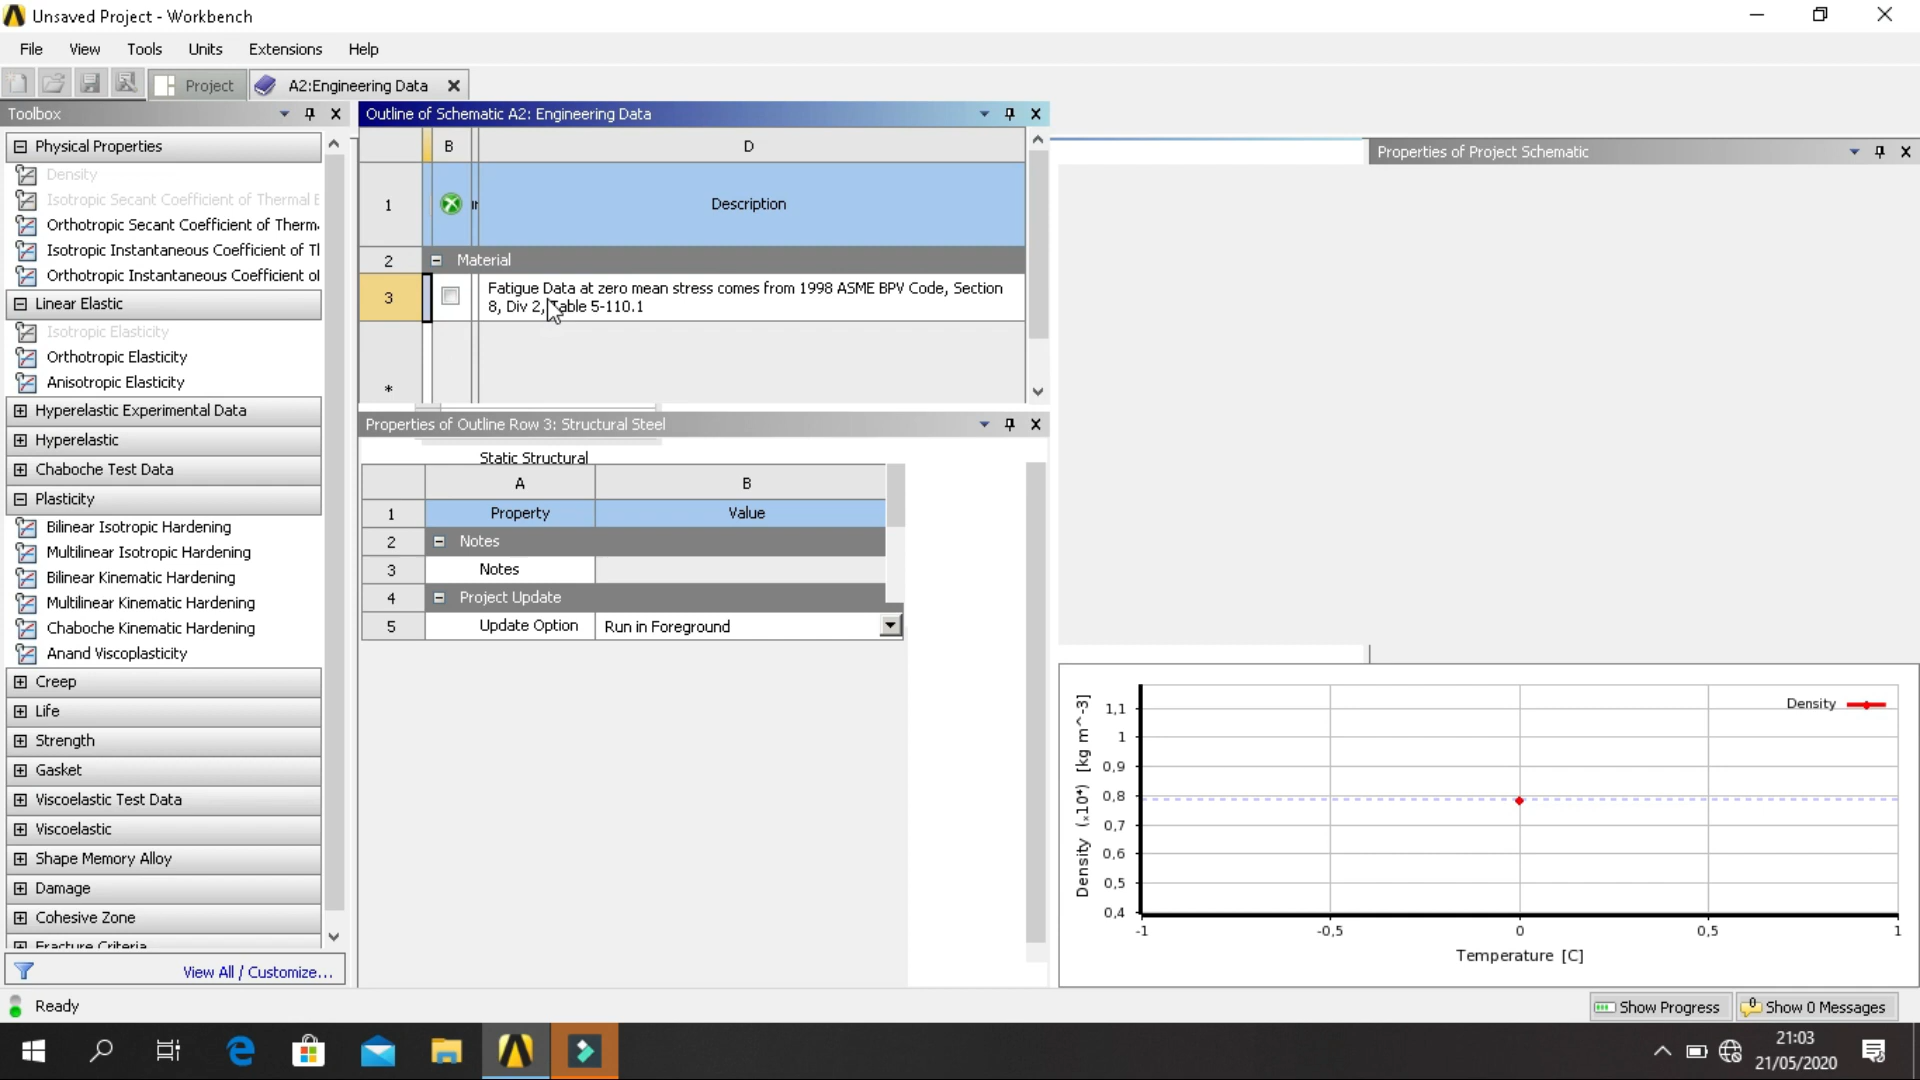 Unsaved Project - Workbench
File View Tools Units Extensions Help
Project A2:Engineering Data
Toolbox
Physical Properties
Density
Isotropic Secant Coefficient of Thermal
Orthotropic Secant Coefficient of Therm
Isotropic Instantaneous Coefficient of
Orthotropic Instantaneous Coefficient
Linear Elastic
Isotropic Elasticity
Orthotropic Elasticity
Anisotropic Elasticity
Hyperelastic Experimental Data
Hyperelastic
Chaboche Test Data
Plasticity
Bilinear Isotropic Hardening
Multilinear Isotropic Hardening
Bilinear Kinematic Hardening
Multilinear Kinematic Hardening
Chaboche Kinematic Hardening
Anand Viscoplasticity
Creep
Life
Strength
Gasket
Viscoelastic Test Data
Viscoelastic
Shape Memory Alloy
Damage
Cohesive Zone
Fracture Criteria
View All / Customize...
Outline of Schematic A2: Engineering Data
B D
1 Description
2 Material
3 Fatigue Data at zero mean stress comes from 1998 ASME BPV Code, Section
8, Div 2, Table 5-110.1
*
Properties of Outline Row 3: Structural Steel
Static Structural
A B
1 Property Value
2 Notes
3 Notes
4 Project Update
5 Update Option Run in Foreground
Properties of Project Schematic
Density
Density (x10⁴) [kg m^-3]
1,1
1
0,9
0,8
0,7
0,6
0,5
0,4
-1 -0,5 0 0,5 1
Temperature [C]
Ready
Show Progress
0 Show 0 Messages
21:03
21/05/2020